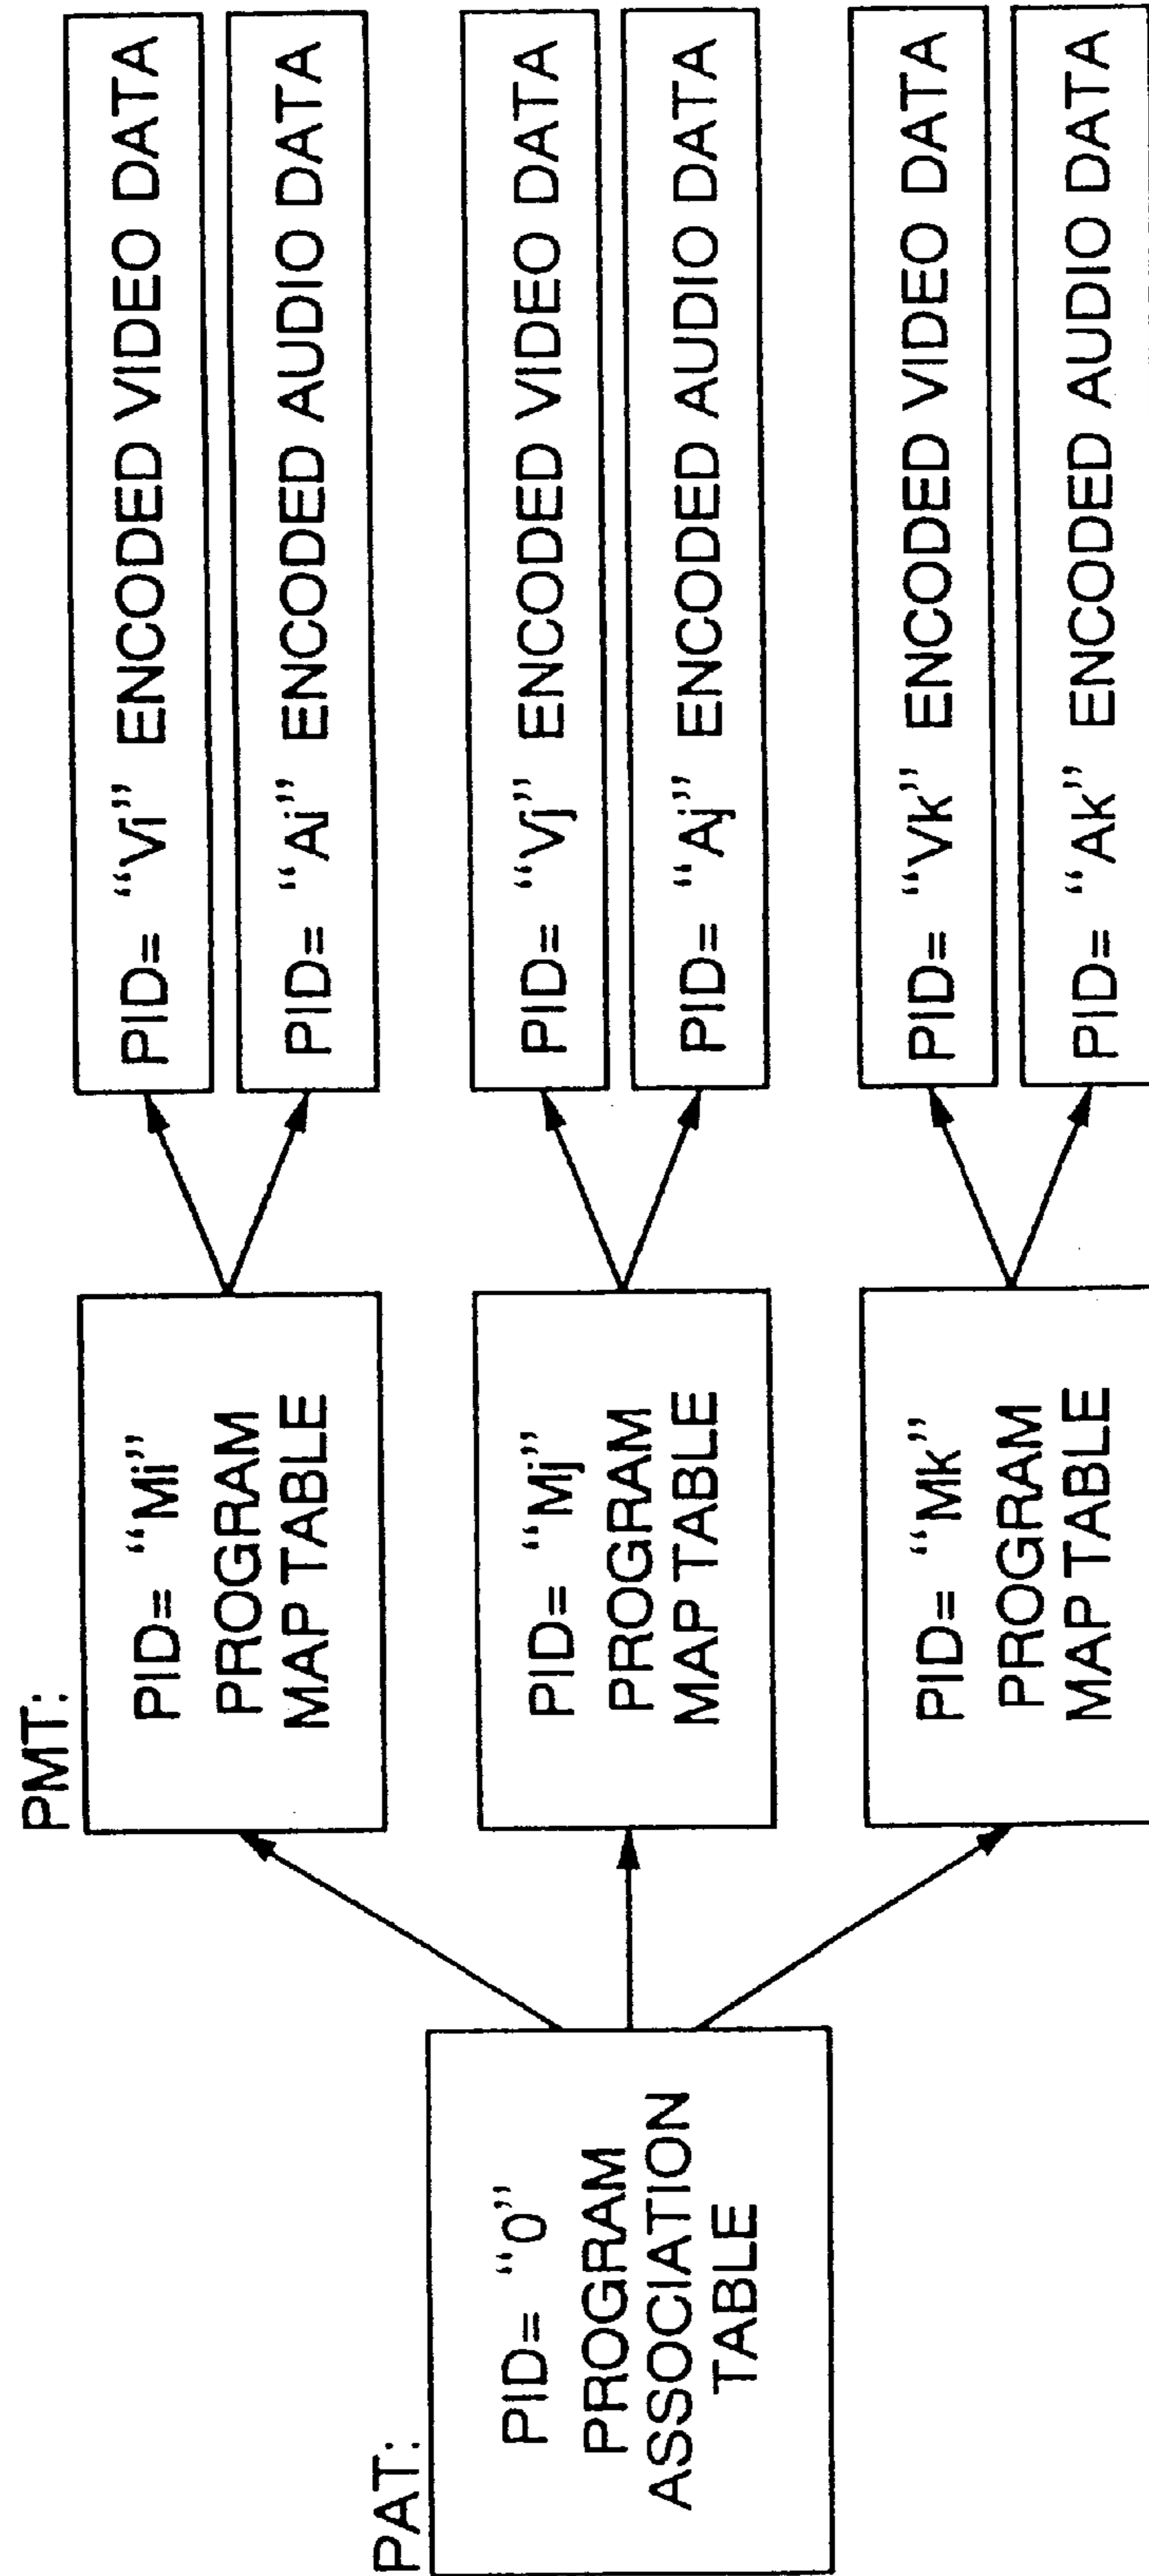 PAT:
PID= "0"
PROGRAM
ASSOCIATION
TABLE
PMT:
PID= "Mi"
PROGRAM
MAP TABLE
PID= "Mj"
PROGRAM
MAP TABLE
PID= "Mk"
PROGRAM
MAP TABLE
PID= "Vi" ENCODED VIDEO DATA
PID= "Ai" ENCODED AUDIO DATA
PID= "Vj" ENCODED VIDEO DATA
PID= "Aj" ENCODED AUDIO DATA
PID= "Vk" ENCODED VIDEO DATA
PID= "Ak" ENCODED AUDIO DATA